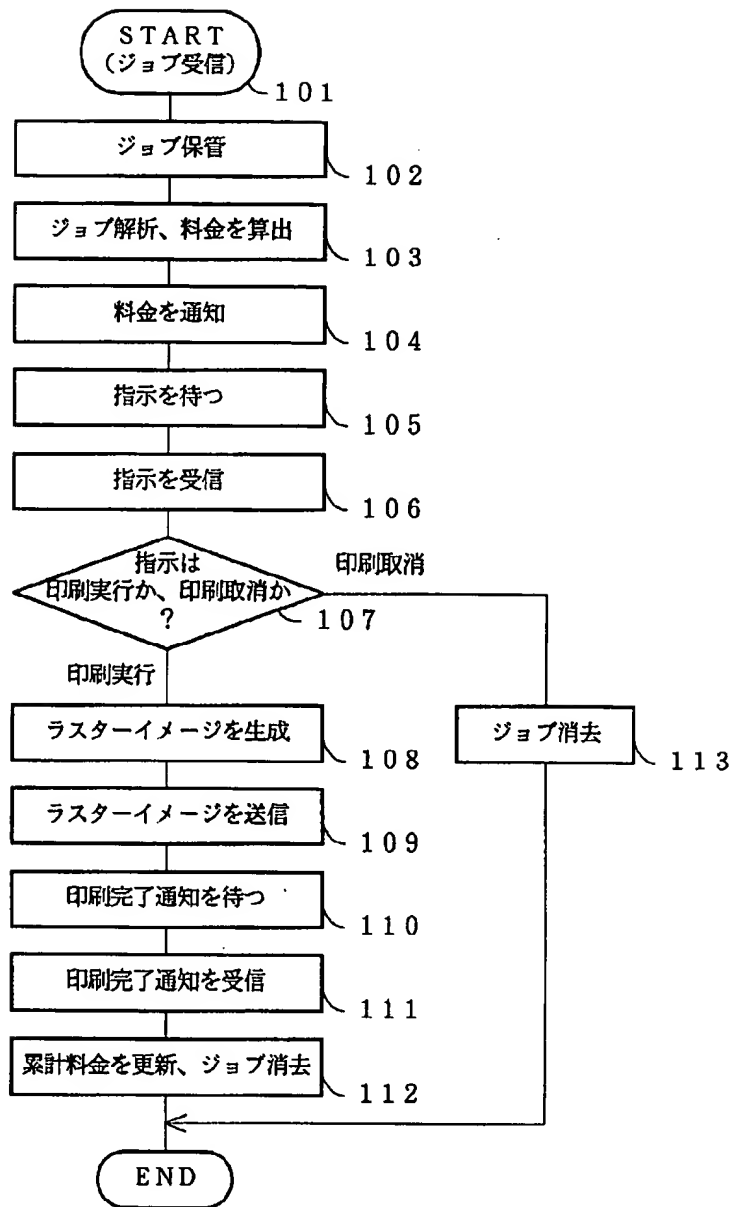 START
(ジョブ受信)
101
ジョブ保管
102
ジョブ解析、料金を算出
103
料金を通知
104
指示を待つ
105
指示を受信
106
指示は
印刷実行か、印刷取消か
?
107
印刷取消
印刷実行
ラスターイメージを生成
108
ジョブ消去
113
ラスターイメージを送信
109
印刷完了通知を待つ
110
印刷完了通知を受信
111
累計料金を更新、ジョブ消去
112
END